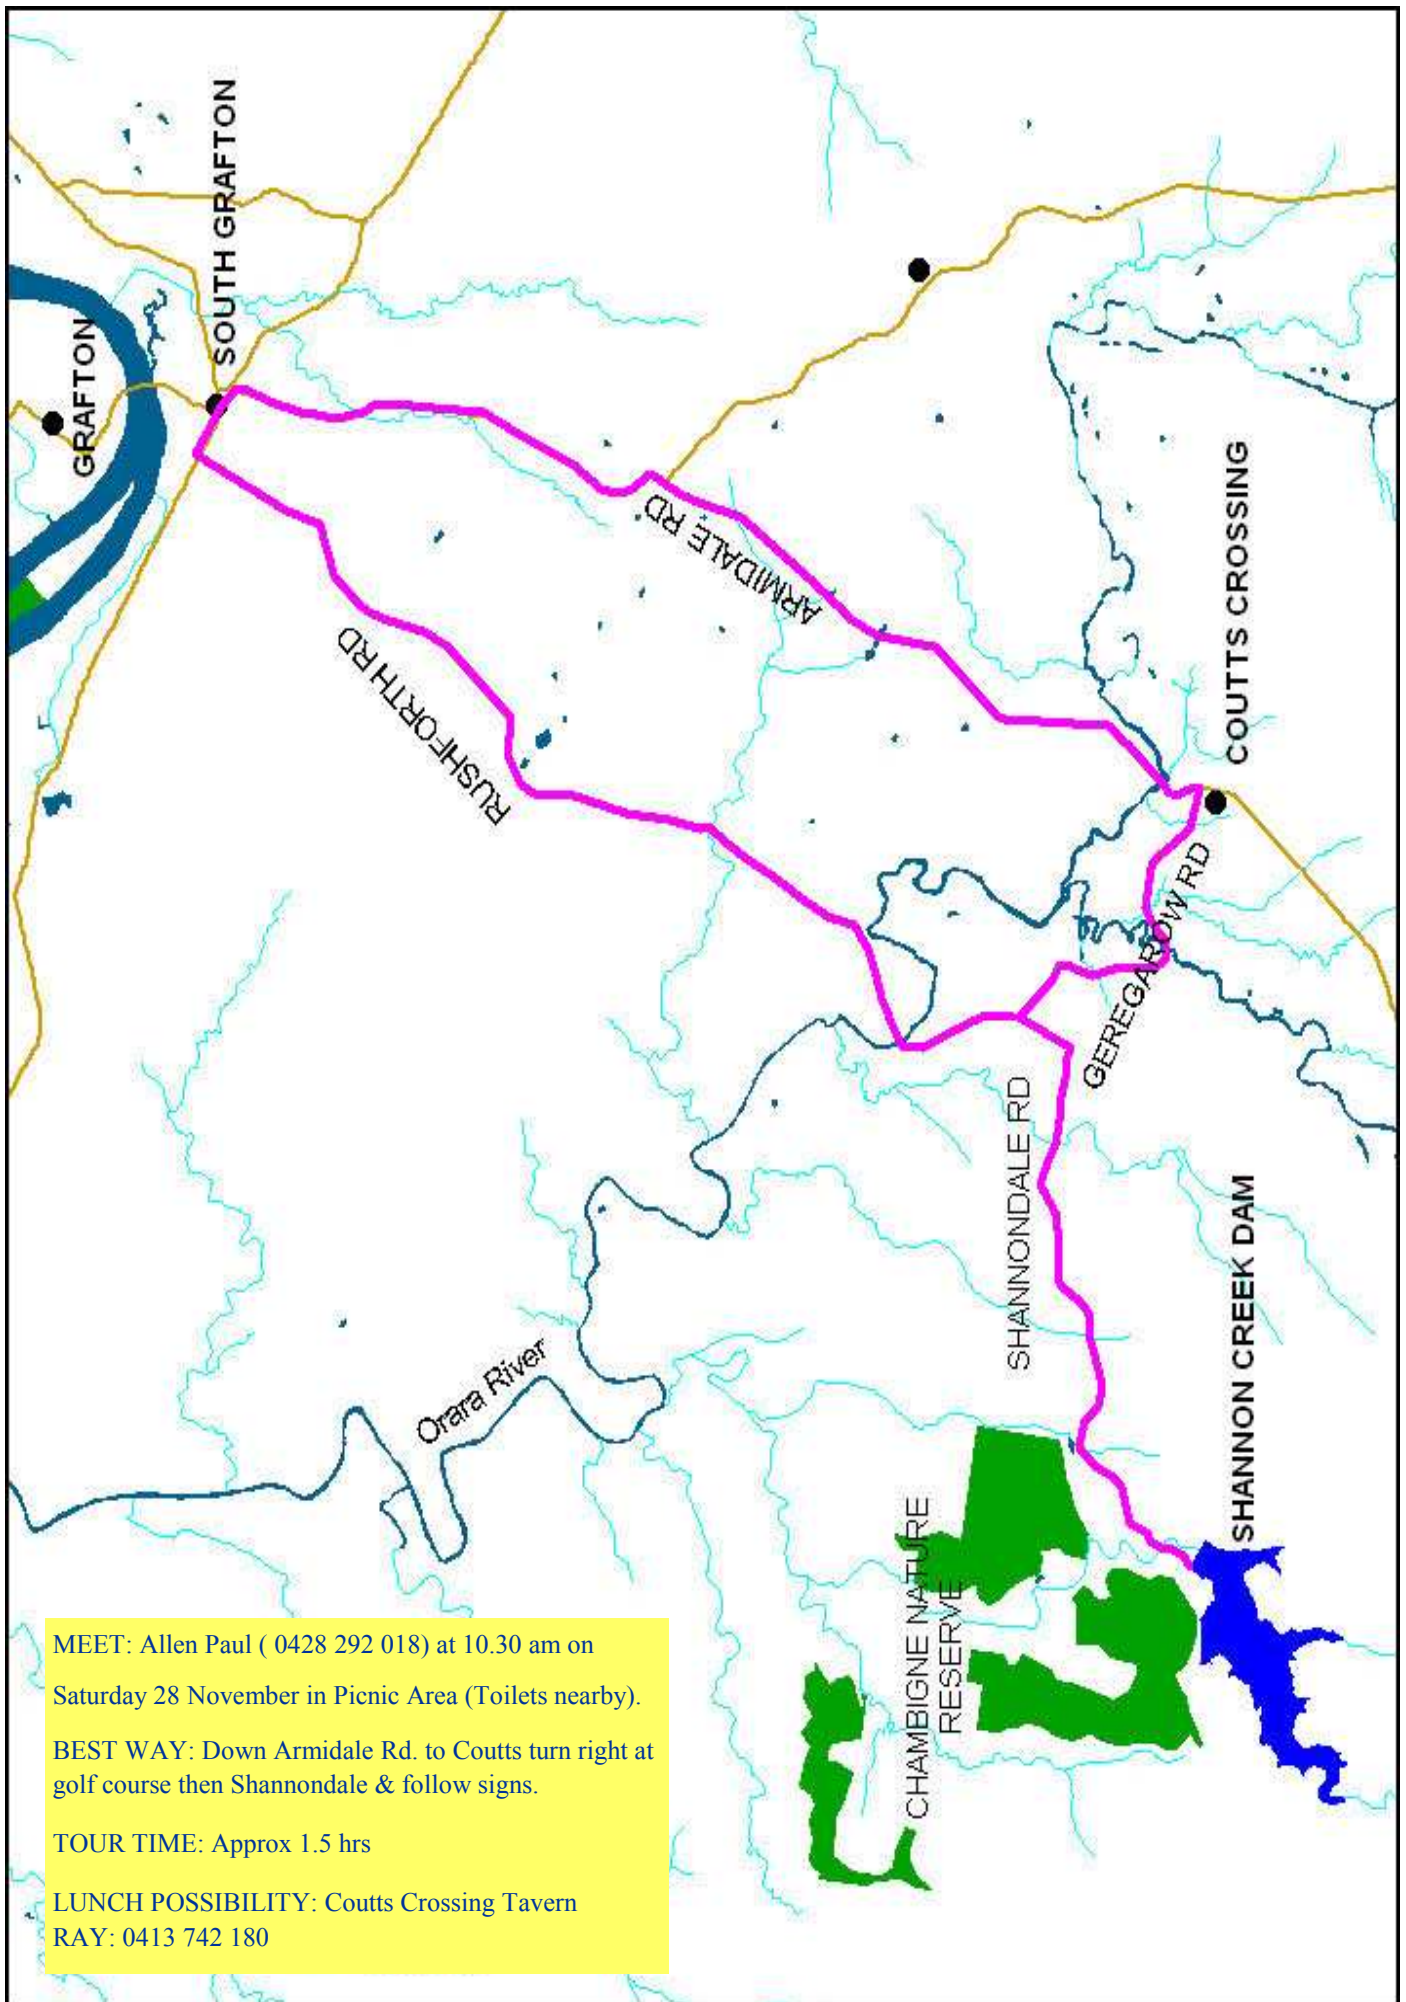 GRAFTON
SOUTH GRAFTON
ARMIDALE RD
RUSHFORTH RD
COUTTS CROSSING
GEREGAROW RD
SHANNONDALE RD
SHANNON CREEK DAM
Orara River
CHAMBIGNE NATURE
RESERVE
MEET: Allen Paul ( 0428 292 018) at 10.30 am on
Saturday 28 November in Picnic Area (Toilets nearby).
BEST WAY: Down Armidale Rd. to Coutts turn right at
golf course then Shannondale & follow signs.
TOUR TIME: Approx 1.5 hrs
LUNCH POSSIBILITY: Coutts Crossing Tavern
RAY: 0413 742 180